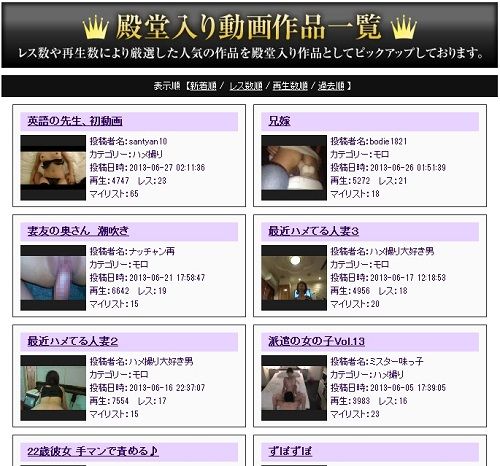 殿堂入り動画作品一覧
レス数や再生数により厳選した人気の作品を殿堂入り作品としてピックアップしております。
表示順 【新着順 / レス数順 / 再生数順 / 過去順 】
英語の先生、初動画
投稿者名:santyan10
カテゴリー:ハメ撮り
投稿日時:2013-06-27 02:11:36
再生:4747 レス:23
マイリスト:65
兄嫁
投稿者名:bodie1821
カテゴリー:モロ
投稿日時:2013-06-26 01:51:39
再生:5272 レス:21
マイリスト:18
妻友の奥さん 潮吹き
投稿者名:ナッチャン再
カテゴリー:モロ
投稿日時:2013-06-21 17:58:47
再生:6642 レス:19
マイリスト:15
最近ハメてる人妻3
投稿者名:ハメ撮り大好き男
カテゴリー:モロ
投稿日時:2013-06-17 12:18:53
再生:4956 レス:18
マイリスト:20
最近ハメてる人妻2
投稿者名:ハメ撮り大好き男
カテゴリー:モロ
投稿日時:2013-06-16 22:37:07
再生:7554 レス:17
マイリスト:15
派遣の女の子Vol.13
投稿者名:ミスター味っ子
カテゴリー:ハメ撮り
投稿日時:2013-06-05 17:39:05
再生:3983 レス:16
マイリスト:23
22歳彼女 手マンで責める♪
ずぼずぼ